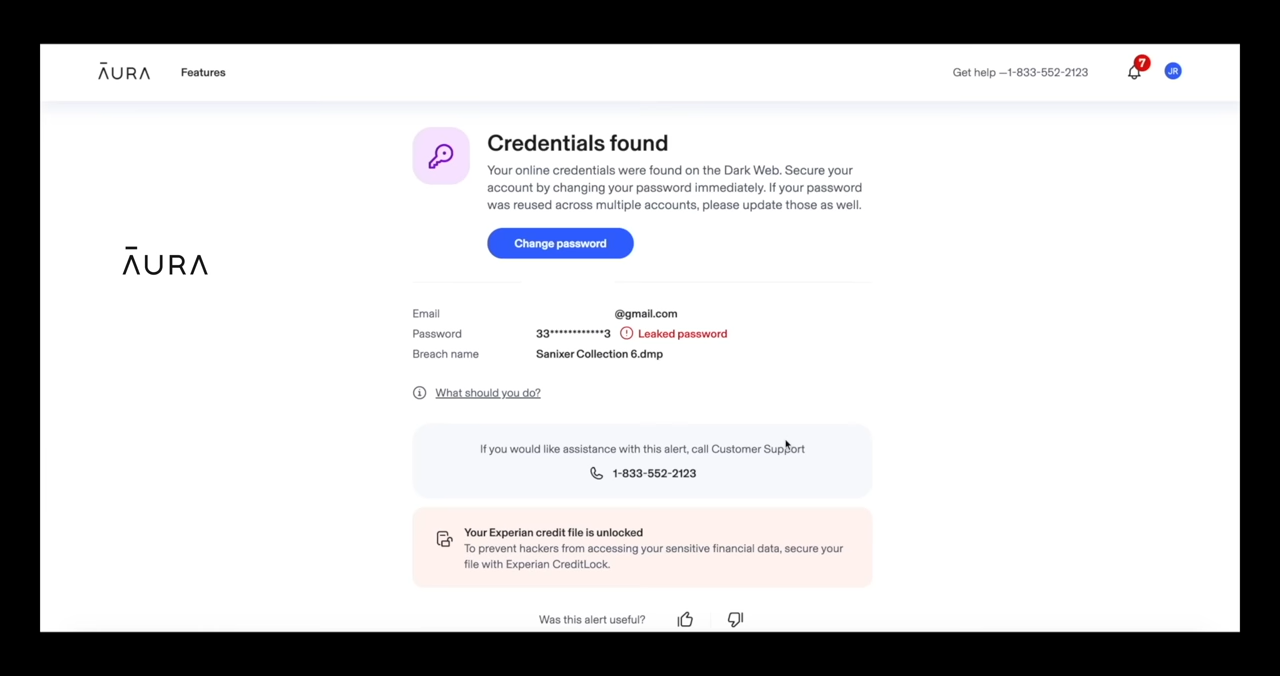 ĀURA
Features
Get help —1-833-552-2123
7
JR
Credentials found
Your online credentials were found on the Dark Web. Secure your
account by changing your password immediately. If your password
was reused across multiple accounts, please update those as well.
Change password
ĀURA
Email @gmail.com
Password 33************3 Leaked password
Breach name Sanixer Collection 6.dmp
What should you do?
If you would like assistance with this alert, call Customer Support
1-833-552-2123
Your Experian credit file is unlocked
To prevent hackers from accessing your sensitive financial data, secure your
file with Experian CreditLock.
Was this alert useful?